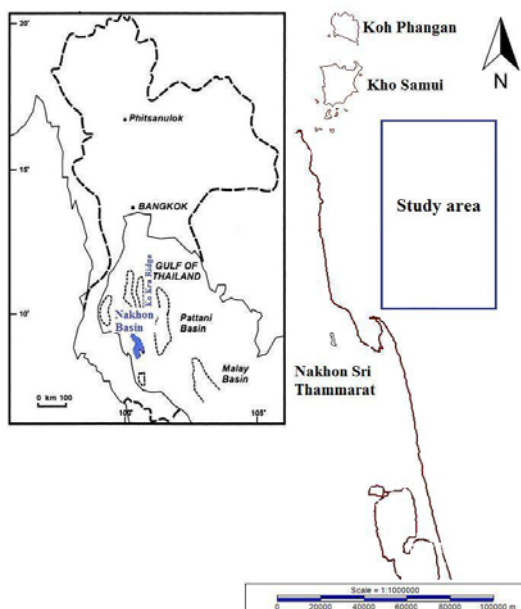 20'
15'
10'
Phitsanulok
BANGKOK
GULF OF
THAILAND
Ko Kra Ridge
Nakhon
Basin
Pattani
Basin
Malay
Basin
0 km 100
100'
105'
Koh Phangan
Kho Samui
N
Study area
Nakhon Sri
Thammarat
Scale = 1:1000000
0 20000 40000 60000 80000 100000 m